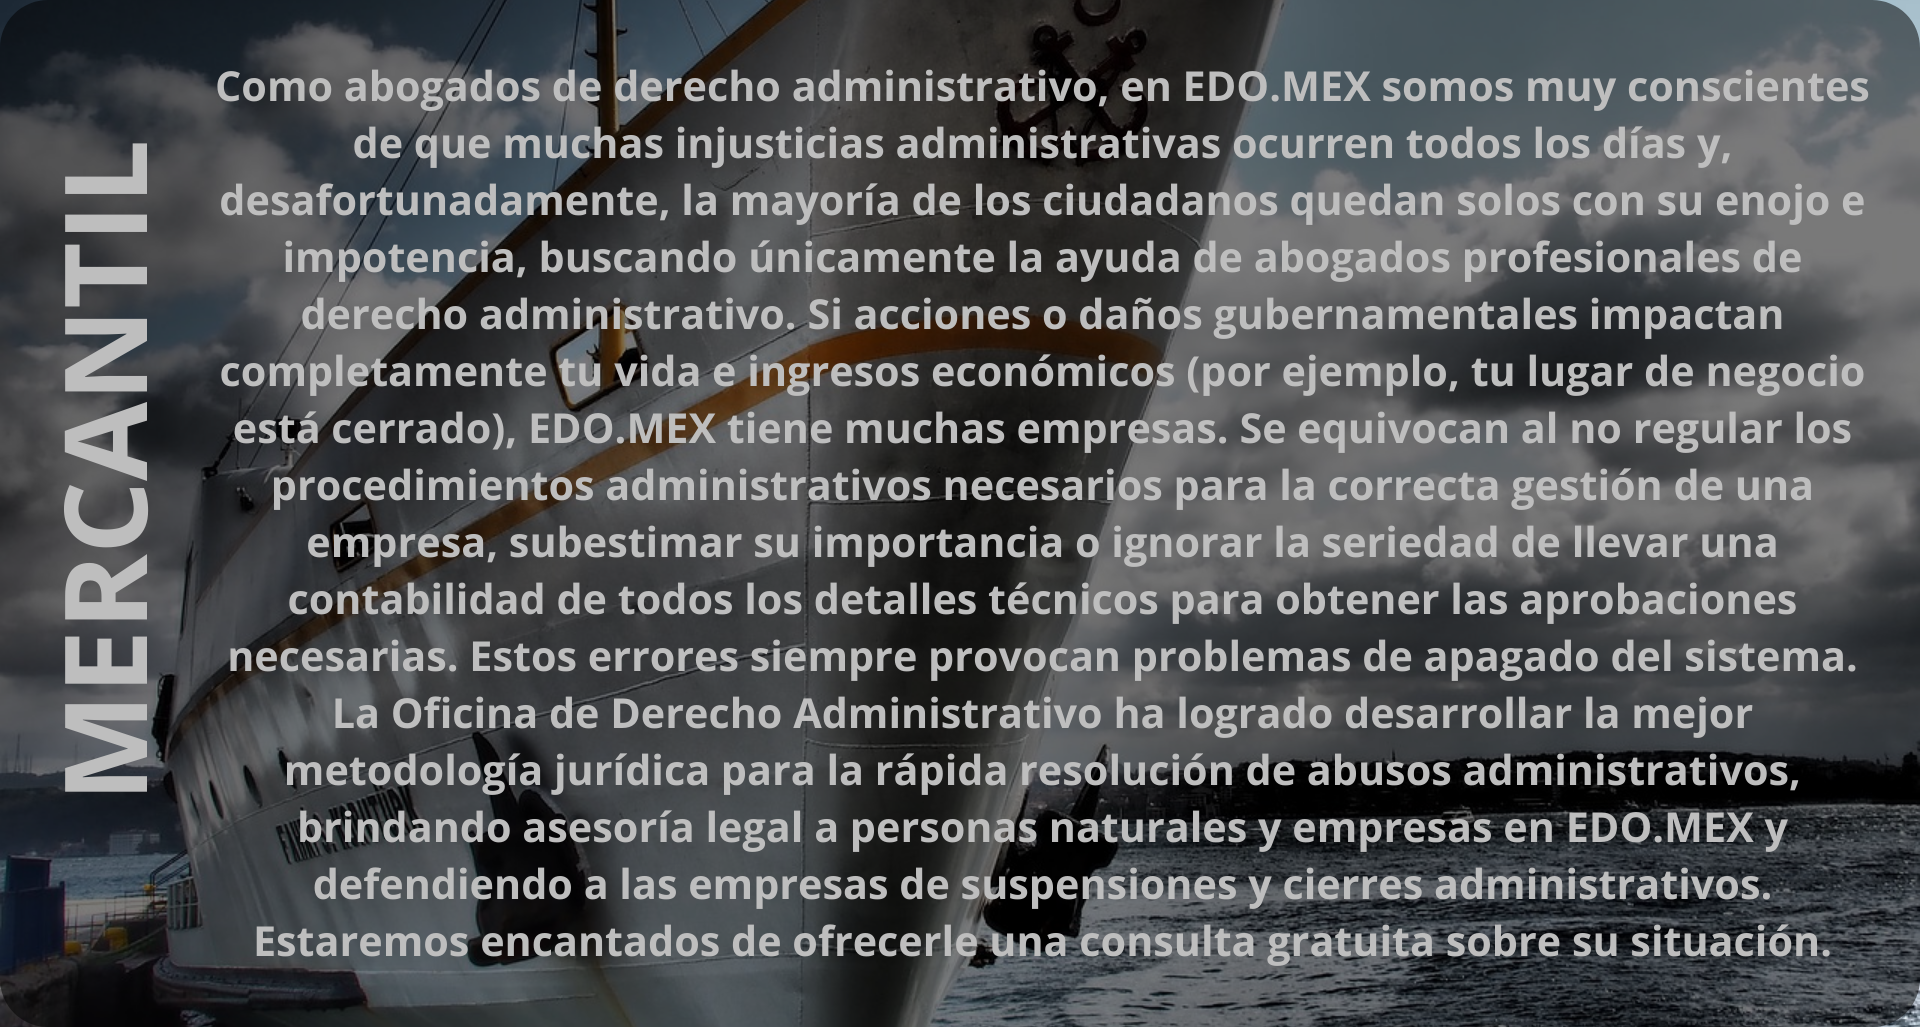 MERCANTIL
Como abogados de derecho administrativo, en EDO.MEX somos muy conscientes
de que muchas injusticias administrativas ocurren todos los días y,
desafortunadamente, la mayoría de los ciudadanos quedan solos con su enojo e
impotencia, buscando únicamente la ayuda de abogados profesionales de
derecho administrativo. Si acciones o daños gubernamentales impactan
completamente tu vida e ingresos económicos (por ejemplo, tu lugar de negocio
está cerrado), EDO.MEX tiene muchas empresas. Se equivocan al no regular los
procedimientos administrativos necesarios para la correcta gestión de una
empresa, subestimar su importancia o ignorar la seriedad de llevar una
contabilidad de todos los detalles técnicos para obtener las aprobaciones
necesarias. Estos errores siempre provocan problemas de apagado del sistema.
La Oficina de Derecho Administrativo ha logrado desarrollar la mejor
metodología jurídica para la rápida resolución de abusos administrativos,
brindando asesoría legal a personas naturales y empresas en EDO.MEX y
defendiendo a las empresas de suspensiones y cierres administrativos.
Estaremos encantados de ofrecerle una consulta gratuita sobre su situación.